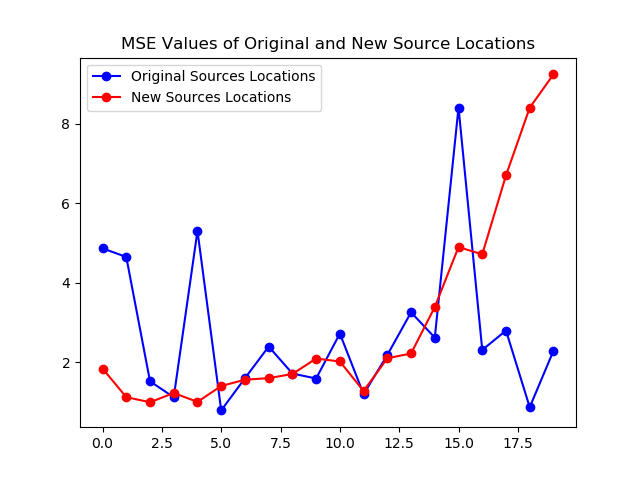 MSE Values of Original and New Source Locations
Original Sources Locations
New Sources Locations
8
6
4
2
0.0 2.5 5.0 7.5 10.0 12.5 15.0 17.5